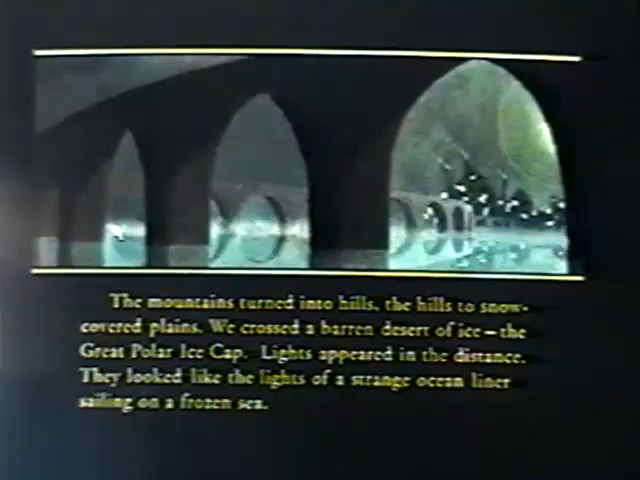 The mountains turned into hills, the hills to snow-
covered plains. We crossed a barren desert of ice—the
Great Polar Ice Cap. Lights appeared in the distance.
They looked like the lights of a strange ocean liner
sailing on a frozen sea.